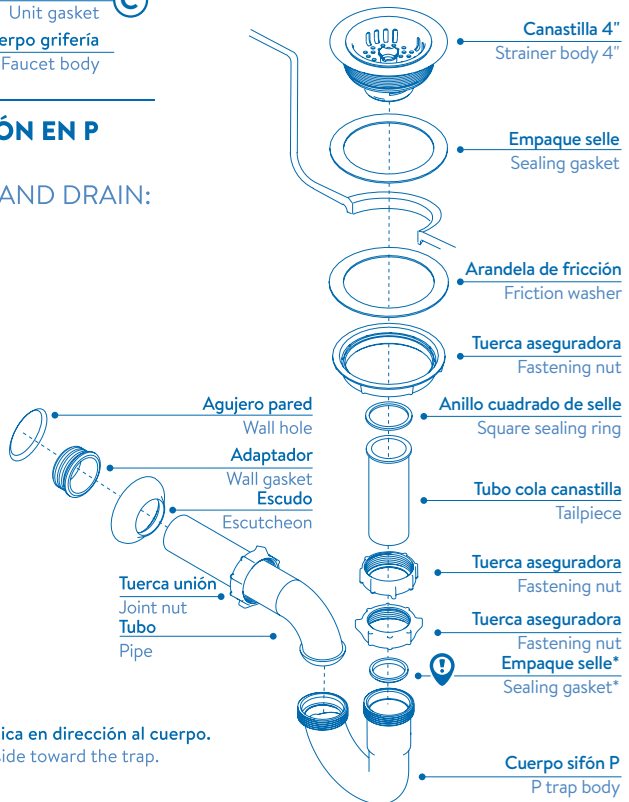 Unit gasket
C
erpo grifería
Faucet body
ÓN EN P
AND DRAIN:
Canastilla 4"
Strainer body 4"
Empaque selle
Sealing gasket
Arandela de fricción
Friction washer
Tuerca aseguradora
Fastening nut
Anillo cuadrado de selle
Square sealing ring
Tubo cola canastilla
Tailpiece
Tuerca aseguradora
Fastening nut
Tuerca aseguradora
Fastening nut
Empaque selle*
Sealing gasket*
Cuerpo sifón P
P trap body
Agujero pared
Wall hole
Adaptador
Wall gasket
Escudo
Escutcheon
Tuerca unión
Joint nut
Tubo
Pipe
ica en dirección al cuerpo.
side toward the trap.